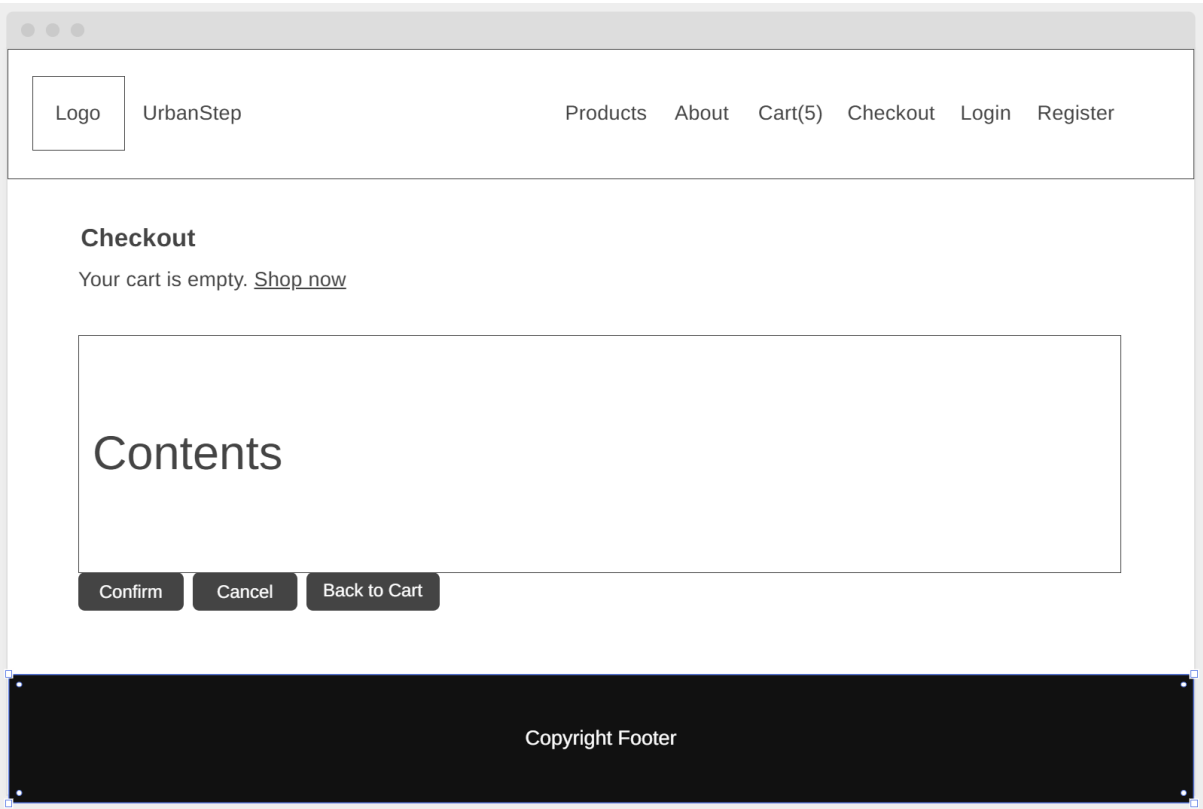 Logo UrbanStep Products About Cart(5) Checkout Login Register
Checkout
Your cart is empty. Shop now
Contents
Confirm Cancel Back to Cart
Copyright Footer